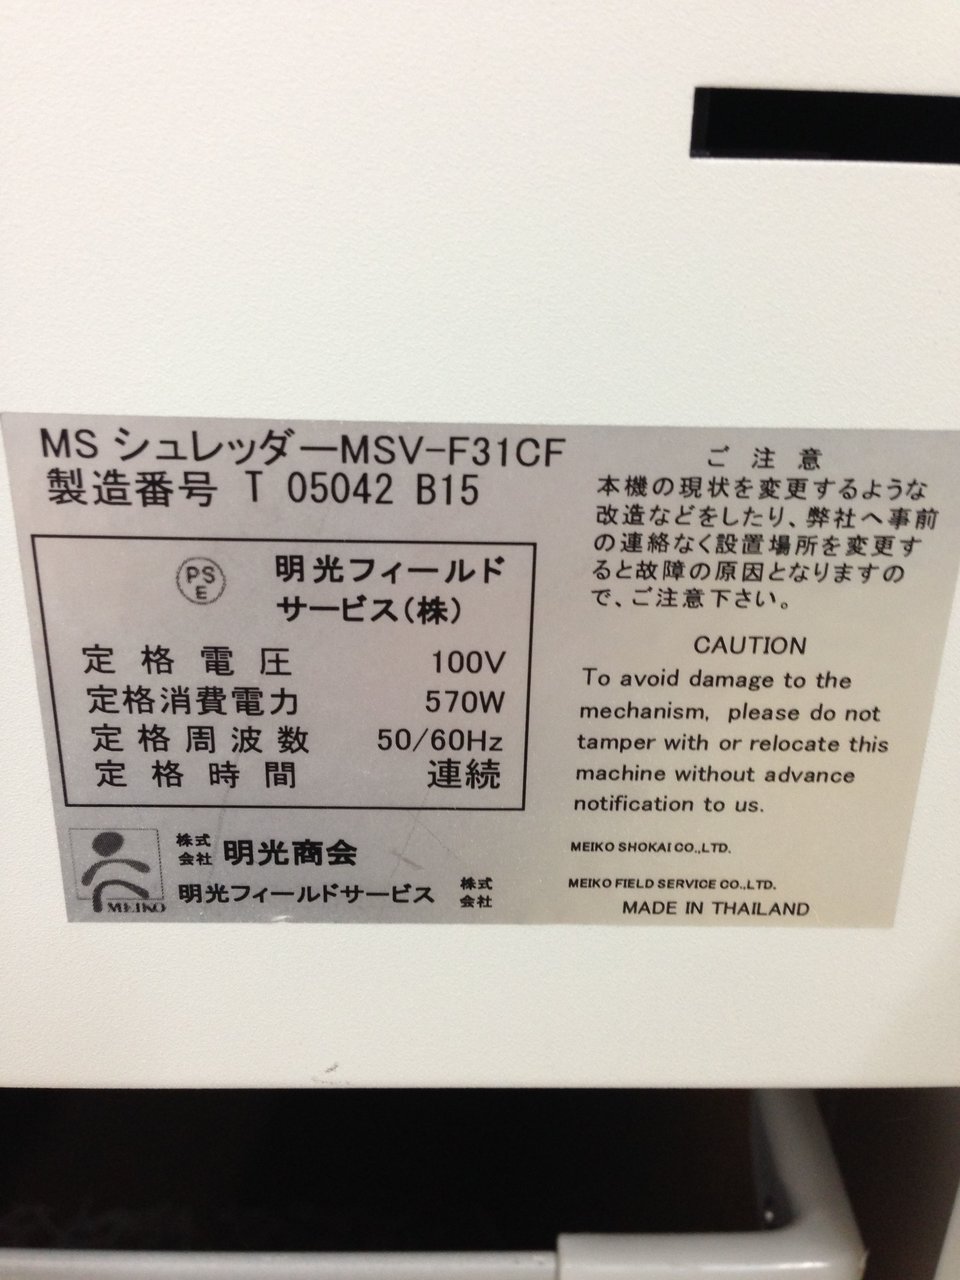 MS シュレッダーMSV-F31CF
製造番号 T 05042 B15
PS
E
明光フィールド
サービス(株)
定格電圧 100V
定格消費電力 570W
定格周波数 50/60Hz
定格時間 連続
MEIKO
株式
会社 明光商会
明光フィールドサービス 株式
会社
ご注意
本機の現状を変更するような
改造などをしたり、弊社へ事前
の連絡なく設置場所を変更す
ると故障の原因となりますの
で、ご注意下さい。
CAUTION
To avoid damage to the
mechanism, please do not
tamper with or relocate this
machine without advance
notification to us.
MEIKO SHOKAI CO.,LTD.
MEIKO FIELD SERVICE CO.,LTD.
MADE IN THAILAND